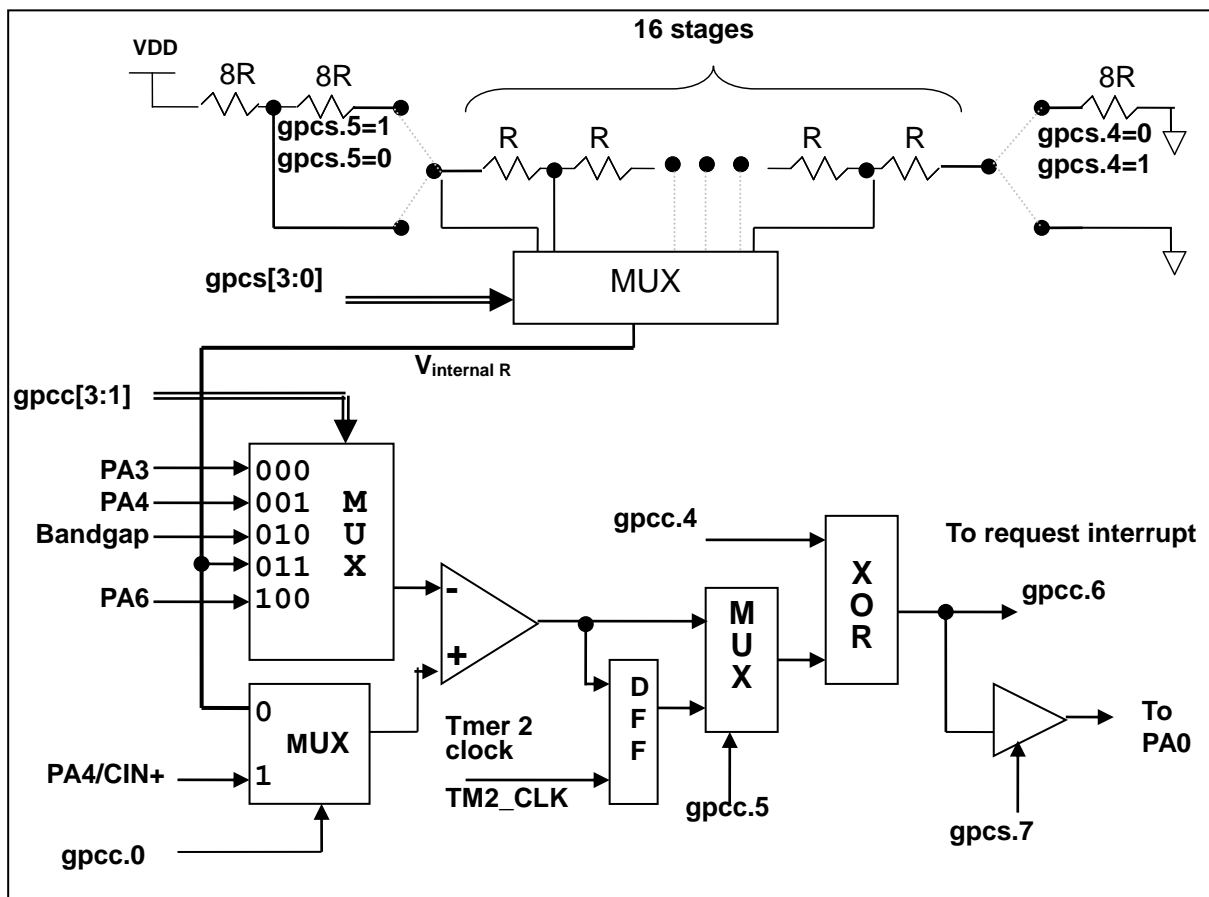 16 stages
VDD
8R
8R
8R
gpcs.5=1
gpcs.5=0
R
R
R
R
gpcs.4=0
gpcs.4=1
gpcs[3:0]
MUX
Vinternal R
gpcc[3:1]
PA3
000
PA4
001
Bandgap
010
011
PA6
100
M
U
X
gpcc.4
To request interrupt
X
O
R
gpcc.6
-
+
M
U
X
D
F
F
0
MUX
1
PA4/CIN+
gpcc.0
Tmer 2
clock
TM2_CLK
gpcc.5
To
PA0
gpcs.7